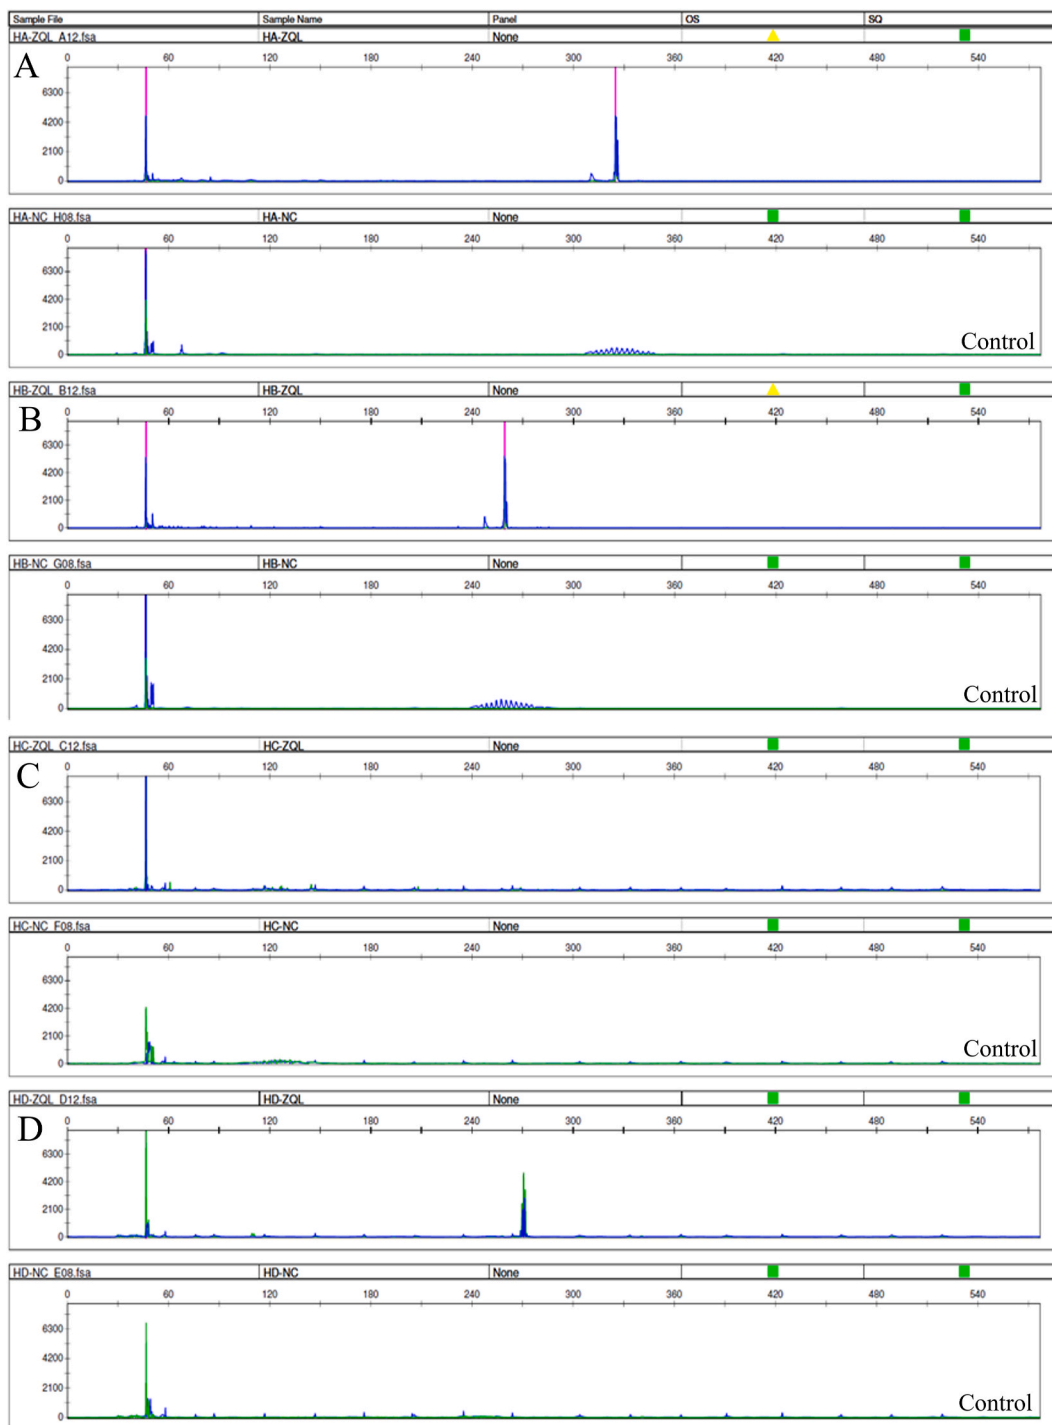 Sample File Sample Name Panel OS SQ
HA-ZQL_A12.fsa HA-ZQL None
A
0 60 120 180 240 300 360 420 480 540
6300
4200
2100
0
HA-NC_H08.fsa HA-NC None
0 60 120 180 240 300 360 420 480 540
6300
4200
2100
0
Control
HB-ZQL_B12.fsa HB-ZQL None
B
0 60 120 180 240 300 360 420 480 540
6300
4200
2100
0
HB-NC_G08.fsa HB-NC None
0 60 120 180 240 300 360 420 480 540
6300
4200
2100
0
Control
HC-ZQL_C12.fsa HC-ZQL None
C
0 60 120 180 240 300 360 420 480 540
6300
4200
2100
0
HC-NC_F08.fsa HC-NC None
0 60 120 180 240 300 360 420 480 540
6300
4200
2100
0
Control
HD-ZQL_D12.fsa HD-ZQL None
D
0 60 120 180 240 300 360 420 480 540
6300
4200
2100
0
HD-NC_E08.fsa HD-NC None
0 60 120 180 240 300 360 420 480 540
6300
4200
2100
0
Control